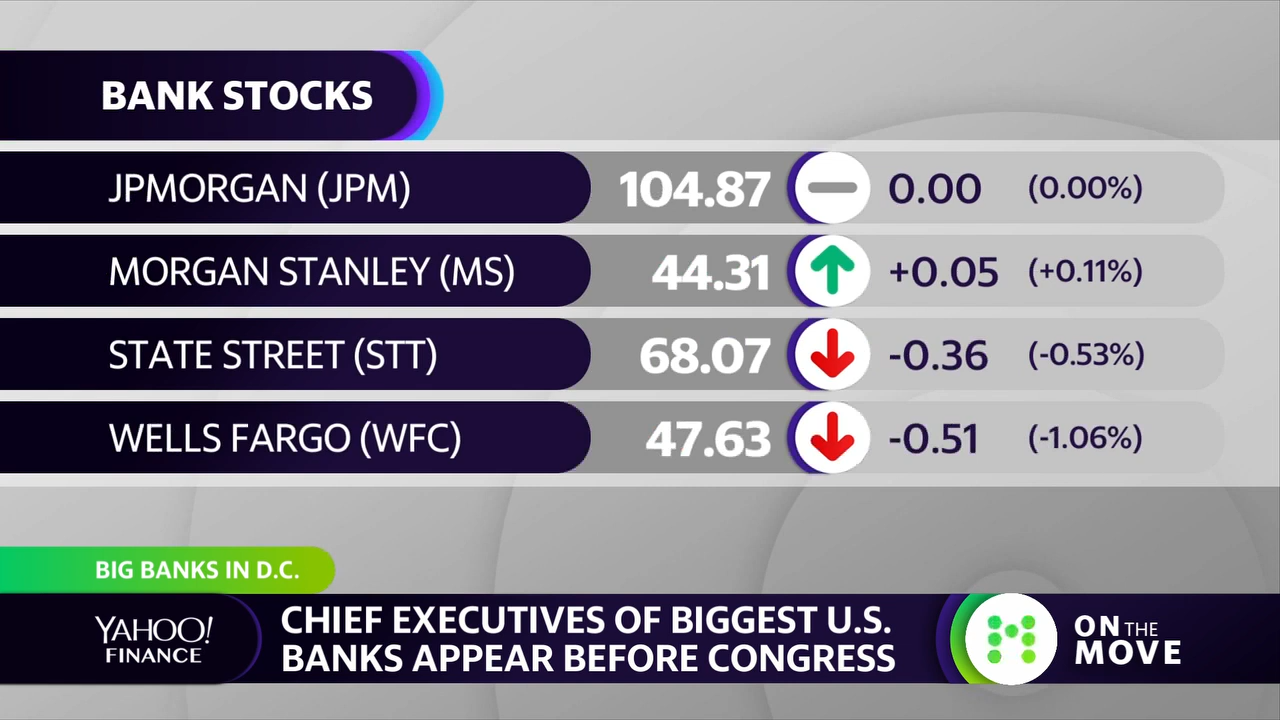 BANK STOCKS
JPMORGAN (JPM) 104.87 0.00 (0.00%)
MORGAN STANLEY (MS) 44.31 +0.05 (+0.11%)
STATE STREET (STT) 68.07 -0.36 (-0.53%)
WELLS FARGO (WFC) 47.63 -0.51 (-1.06%)
BIG BANKS IN D.C.
YAHOO!
FINANCE
CHIEF EXECUTIVES OF BIGGEST U.S.
BANKS APPEAR BEFORE CONGRESS
ON THE
MOVE